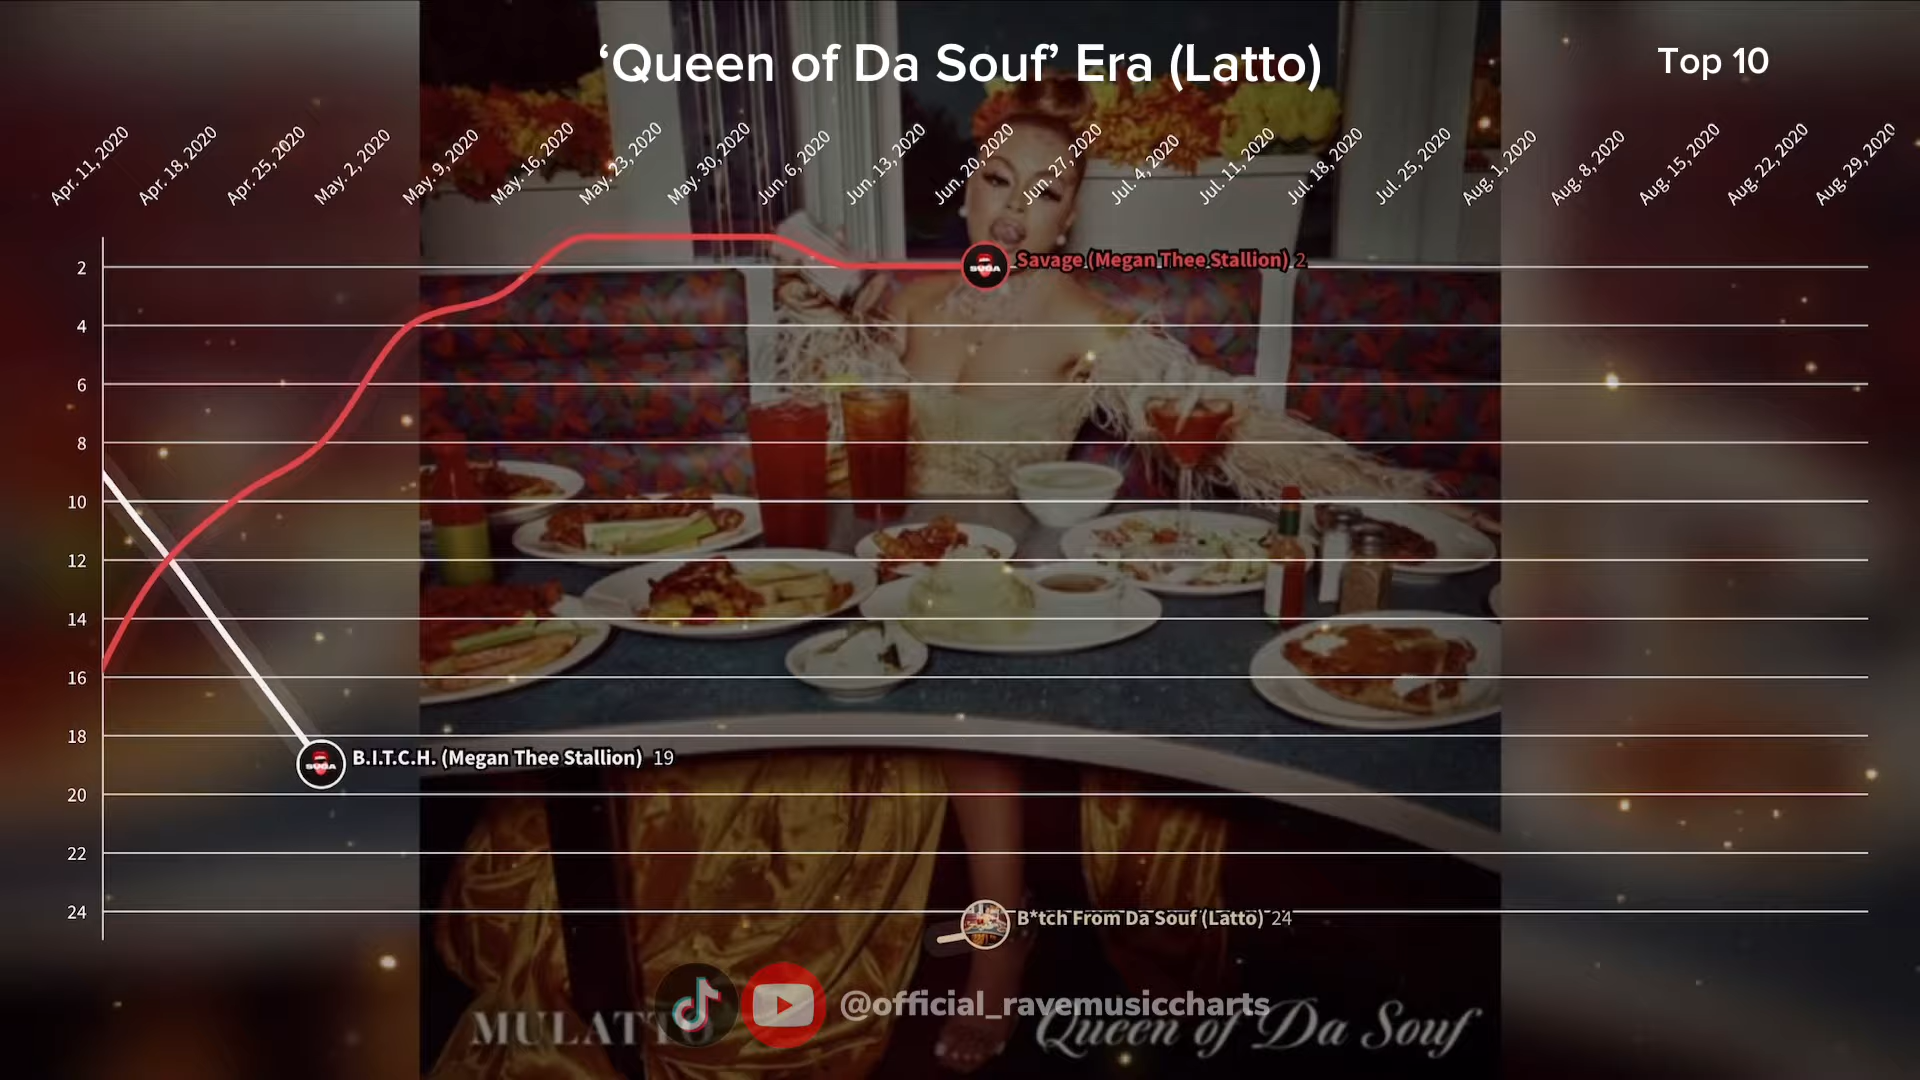 ‘Queen of Da Souf’ Era (Latto)
Top 10
Apr. 11, 2020
Apr. 18, 2020
Apr. 25, 2020
May. 2, 2020
May. 9, 2020
May. 16, 2020
May. 23, 2020
May. 30, 2020
Jun. 6, 2020
Jun. 13, 2020
Jun. 20, 2020
Jun. 27, 2020
Jul. 4, 2020
Jul. 11, 2020
Jul. 18, 2020
Jul. 25, 2020
Aug. 1, 2020
Aug. 8, 2020
Aug. 15, 2020
Aug. 22, 2020
Aug. 29, 2020
2
SUGA
Savage (Megan Thee Stallion) 2
4
6
8
10
12
14
16
18
SUGA
B.I.T.C.H. (Megan Thee Stallion) 19
20
22
24
B*tch From Da Souf (Latto) 24
@official_ravemusiccharts
MULATTO
Queen of Da Souf